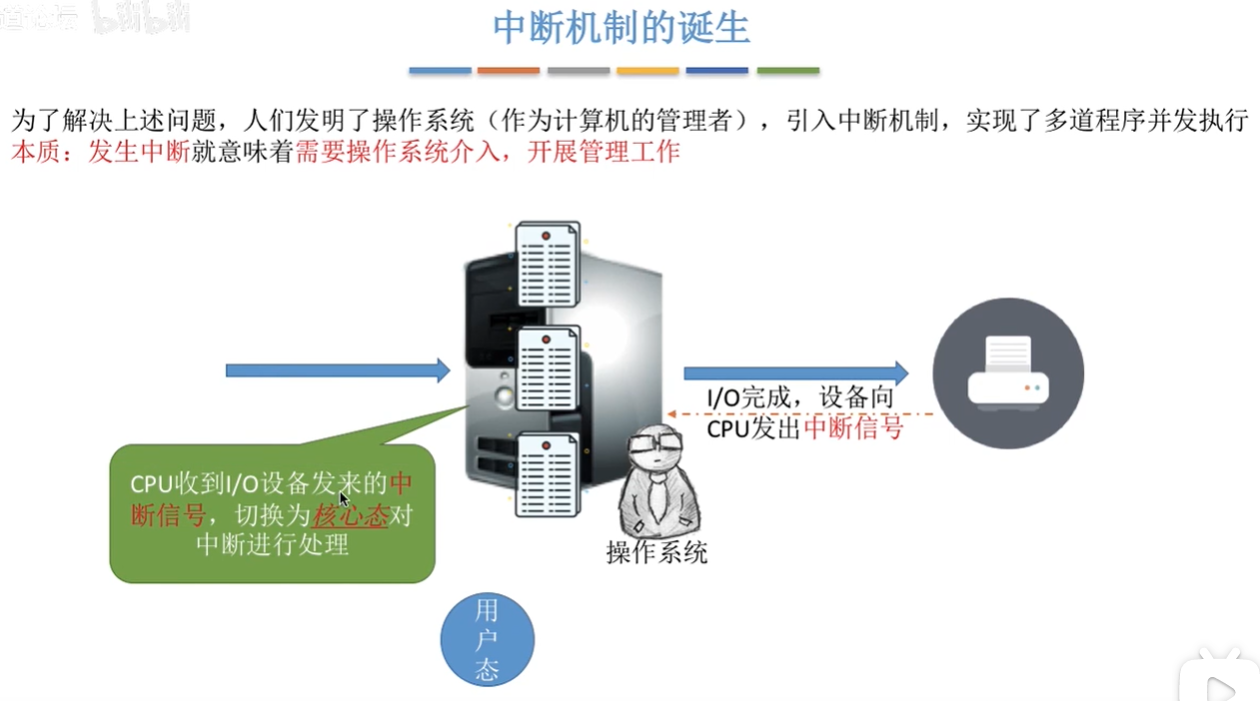 中断机制的诞生
为了解决上述问题，人们发明了操作系统（作为计算机的管理者），引入中断机制，实现了多道程序并发执行
本质：发生中断就意味着需要操作系统介入，开展管理工作
I/O完成，设备向
CPU发出中断信号
CPU收到I/O设备发来的中
断信号，切换为核心态对
中断进行处理
操作系统
用
户
态
bilibili